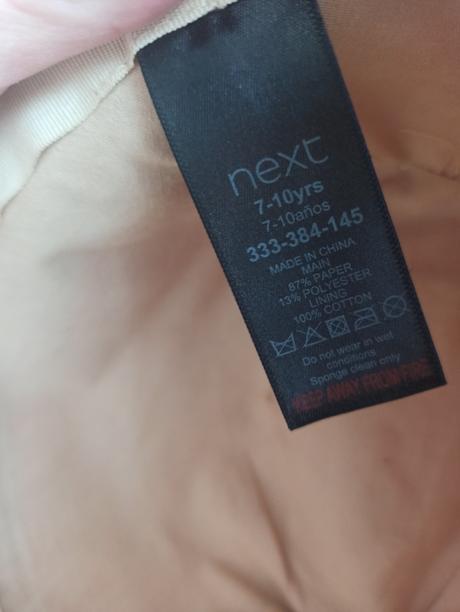 next
7-10yrs
7-10años
333-384-145
MADE IN CHINA
MAIN
87% PAPER
13% POLYESTER
LINING
100% COTTON
Do not wear in wet
conditions
Sponge clean only
KEEP AWAY FROM FIRE